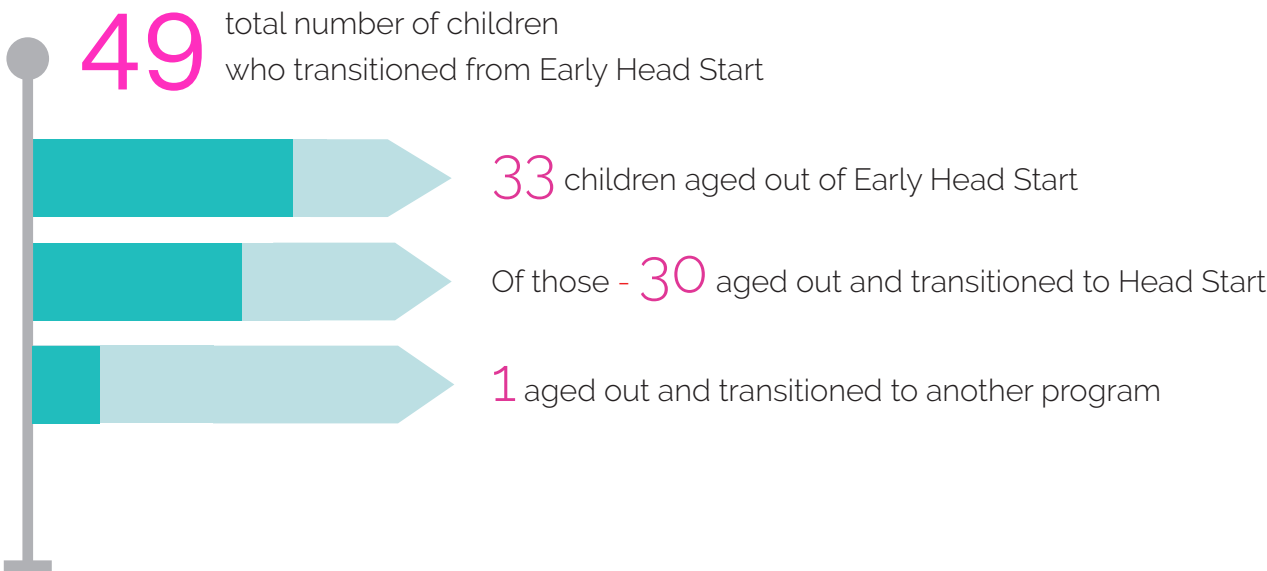 49 total number of children
who transitioned from Early Head Start
33 children aged out of Early Head Start
Of those - 30 aged out and transitioned to Head Start
1 aged out and transitioned to another program